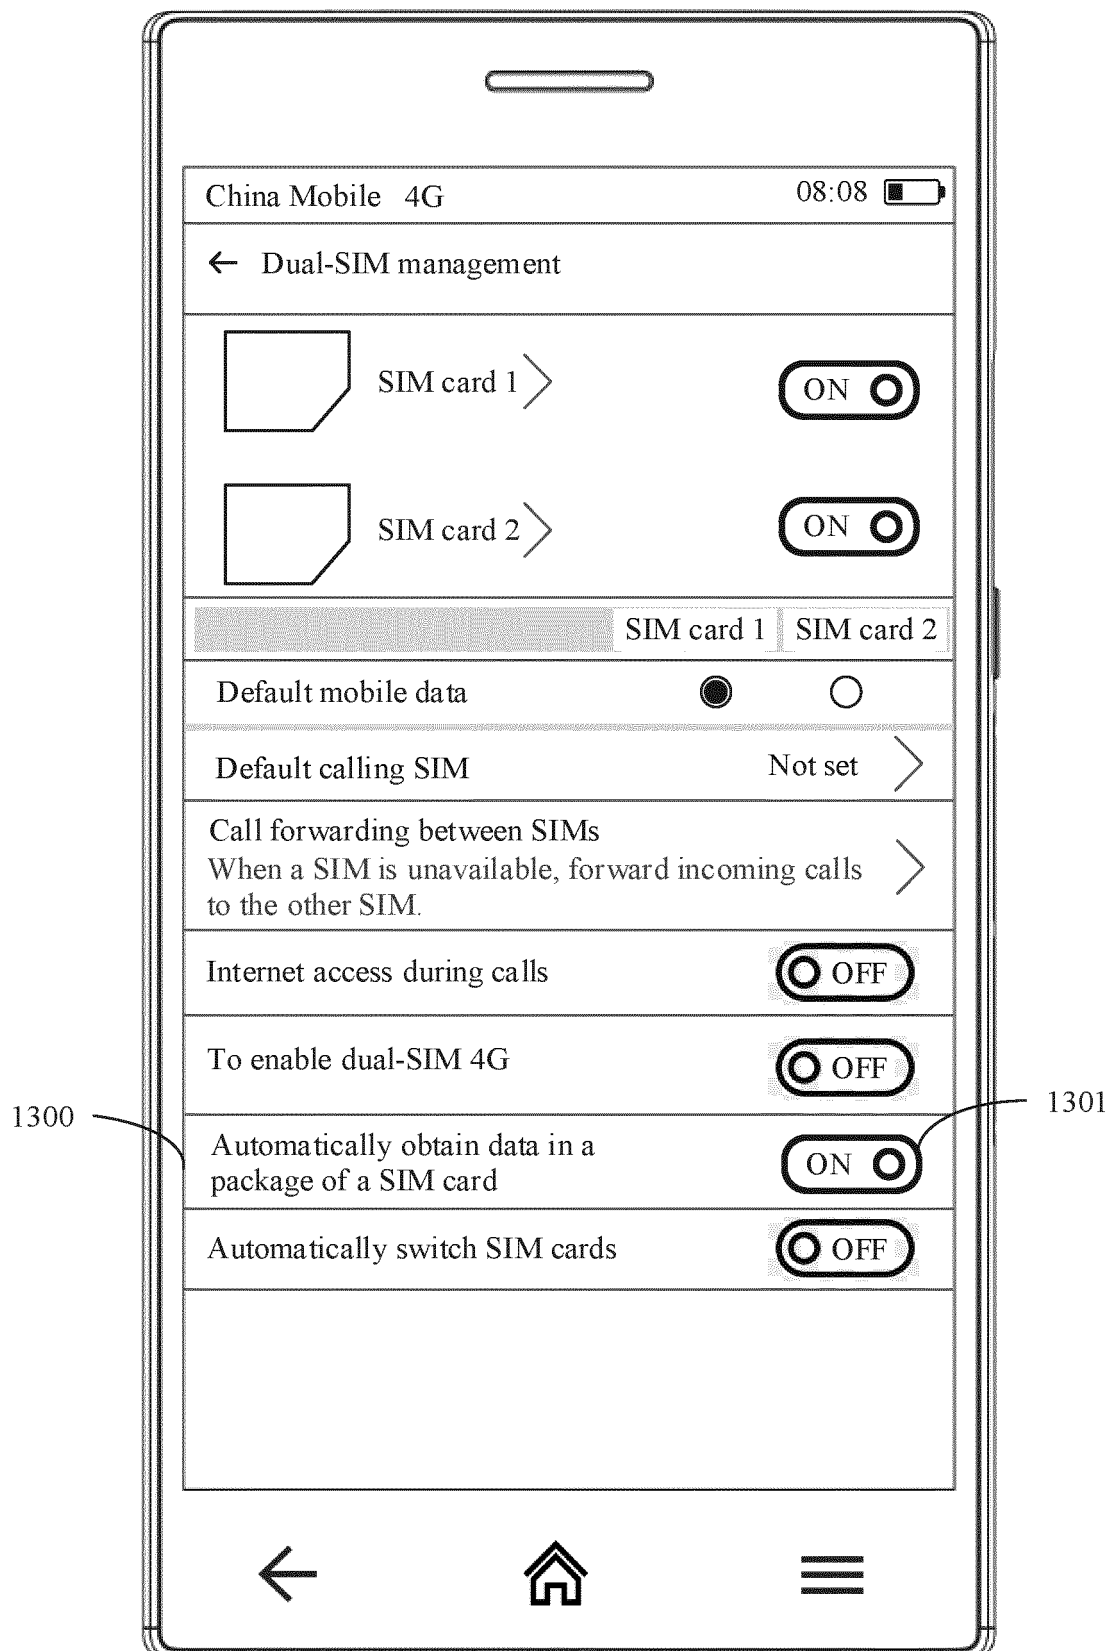 China Mobile 4G 08:08
Dual-SIM management
SIM card 1 ON
SIM card 2 ON
SIM card 1 SIM card 2
Default mobile data
Default calling SIM Not set
Call forwarding between SIMs
When a SIM is unavailable, forward incoming calls
to the other SIM.
Internet access during calls OFF
To enable dual-SIM 4G OFF
1300
1301
Automatically obtain data in a
package of a SIM card
ON
Automatically switch SIM cards OFF